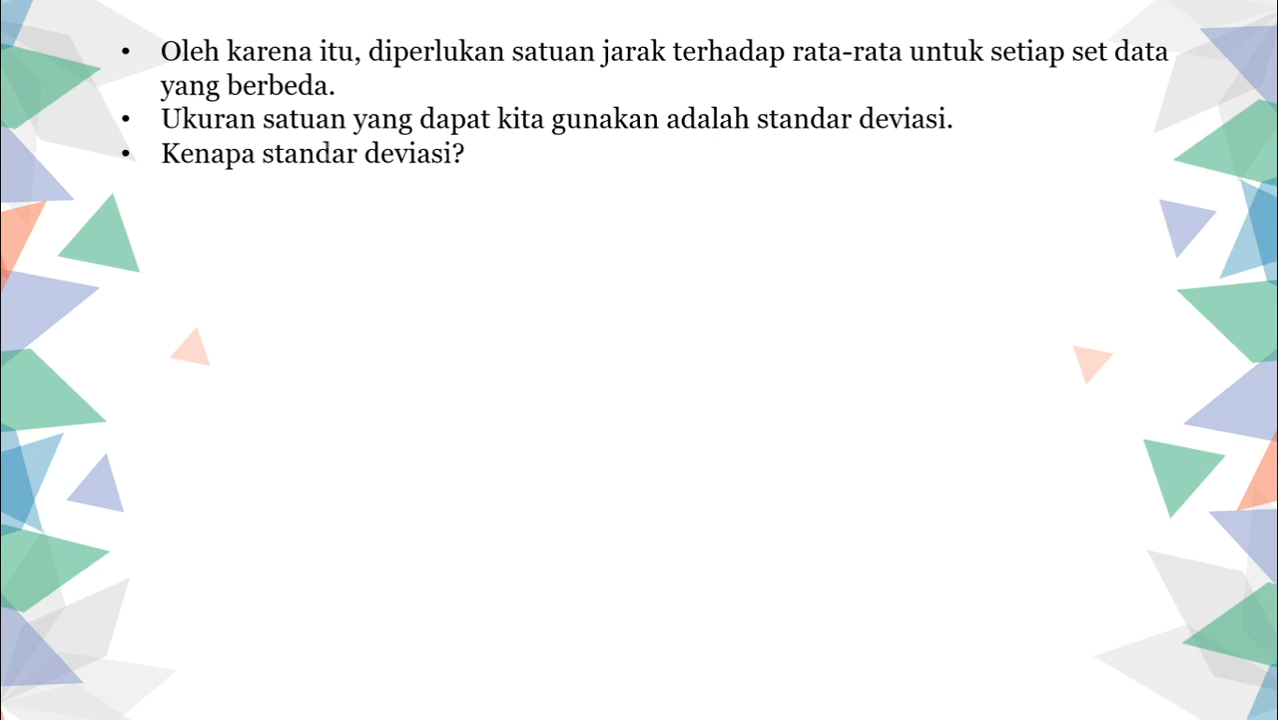 • Oleh karena itu, diperlukan satuan jarak terhadap rata-rata untuk setiap set data
yang berbeda.
• Ukuran satuan yang dapat kita gunakan adalah standar deviasi.
• Kenapa standar deviasi?